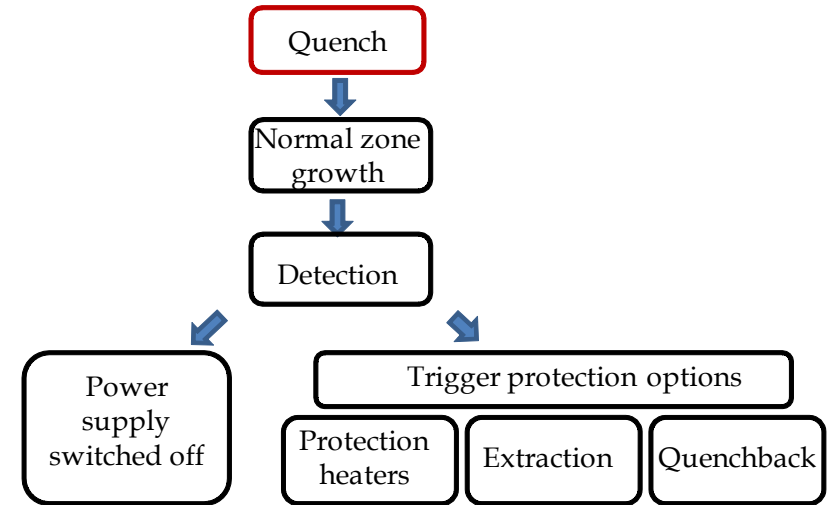 Quench
Normal zone
growth
Detection
Power
supply
switched off
Trigger protection options
Protection
heaters
Extraction
Quenchback